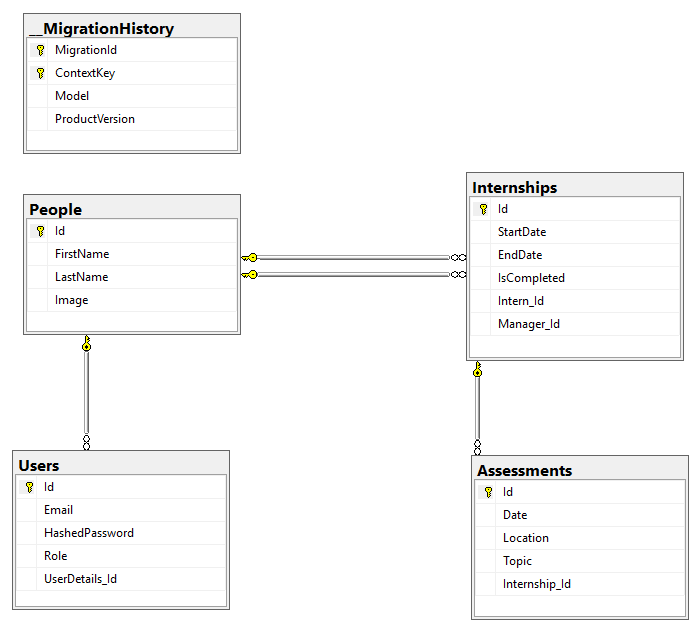 __MigrationHistory
MigrationId
ContextKey
Model
ProductVersion
People
Id
FirstName
LastName
Image
Internships
Id
StartDate
EndDate
IsCompleted
Intern_Id
Manager_Id
Users
Id
Email
HashedPassword
Role
UserDetails_Id
Assessments
Id
Date
Location
Topic
Internship_Id